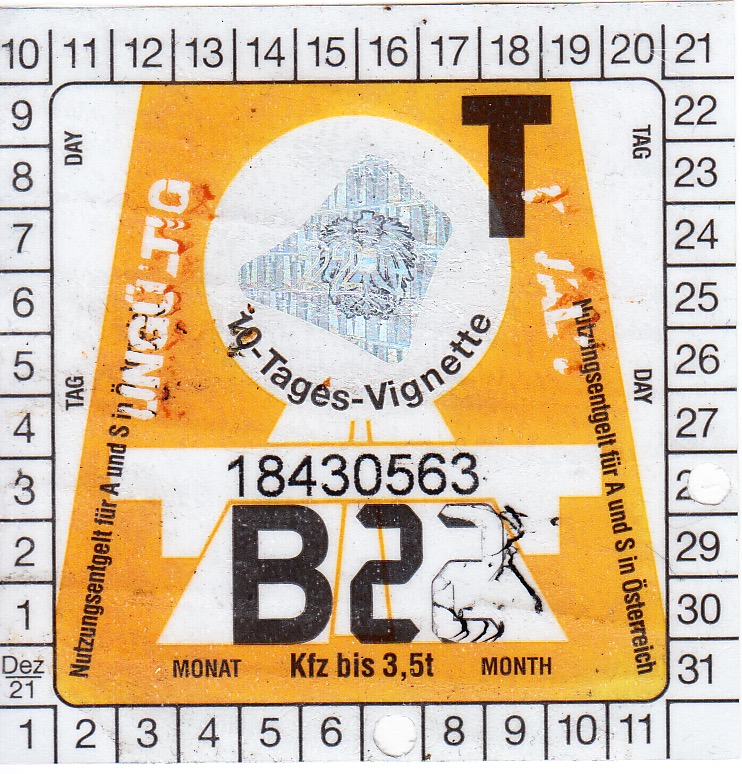 10 11 12 13 14 15 16 17 18 19 20 21
9 22
8 23
7 24
6 25
5 26
4 27
3 2
2 29
1 30
Dez
21
31
1 2 3 4 5 6 8 9 10 11
DAY
TAG
T
TAG
DAY
10-Tages-Vignette
Nutzungsentgelt für A und S in
Nutzungsentgelt für A und S in Österreich
18430563
B22
MONAT Kfz bis 3,5t MONTH